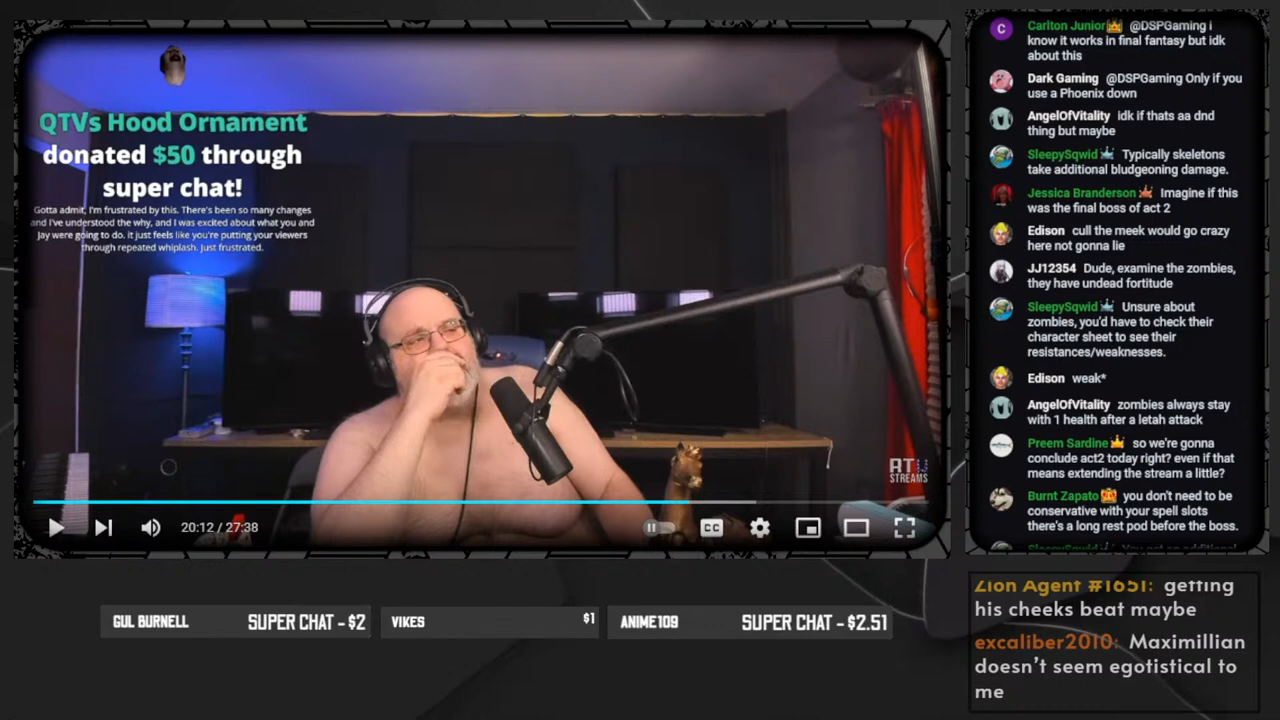 QTVs Hood Ornament
donated $50 through
super chat!
Gotta admit, I'm frustrated by this. There's been so many changes
and I've understood the why, and I was excited about what you and
Jay were going to do. it just feels like you're putting your viewers
through repeated whiplash. Just frustrated.
RTU
STREAMS
20:12 / 27:38
CC
GUL BURNELL SUPER CHAT - $2
VIKES $1
ANIME109 SUPER CHAT - $2.51
C
Carlton Junior @DSPGaming i
know it works in final fantasy but idk
about this
Dark Gaming @DSPGaming Only if you
use a Phoenix down
AngelOfVitality idk if thats aa dnd
thing but maybe
SleepySqwid Typically skeletons
take additional bludgeoning damage.
Jessica Branderson Imagine if this
was the final boss of act 2
Edison cull the meek would go crazy
here not gonna lie
JJ12354 Dude, examine the zombies,
they have undead fortitude
SleepySqwid Unsure about
zombies, you'd have to check their
character sheet to see their
resistances/weaknesses.
Edison weak*
AngelOfVitality zombies always stay
with 1 health after a letah attack
Preem Sardine so we're gonna
conclude act2 today right? even if that
means extending the stream a little?
Burnt Zapato you don't need to be
conservative with your spell slots
there's a long rest pod before the boss.
Zion Agent #1651: getting
his cheeks beat maybe
excaliber2010: Maximillian
doesn't seem egotistical to
me